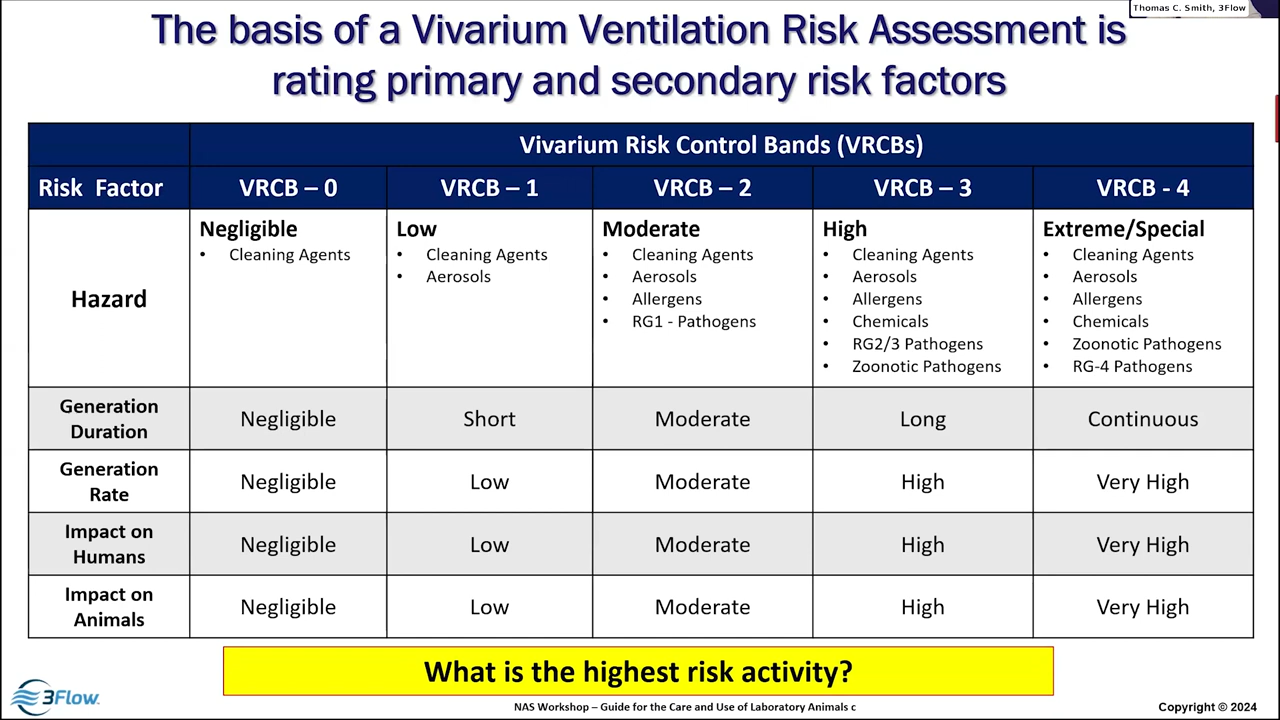 Thomas C. Smith, 3Flow
The basis of a Vivarium Ventilation Risk Assessment is
rating primary and secondary risk factors
Vivarium Risk Control Bands (VRCBs)
Risk Factor VRCB – 0 VRCB – 1 VRCB – 2 VRCB – 3 VRCB - 4
Hazard
Negligible
• Cleaning Agents
Low
• Cleaning Agents
• Aerosols
Moderate
• Cleaning Agents
• Aerosols
• Allergens
• RG1 - Pathogens
High
• Cleaning Agents
• Aerosols
• Allergens
• Chemicals
• RG2/3 Pathogens
• Zoonotic Pathogens
Extreme/Special
• Cleaning Agents
• Aerosols
• Allergens
• Chemicals
• Zoonotic Pathogens
• RG-4 Pathogens
Generation
Duration
Negligible Short Moderate Long Continuous
Generation
Rate
Negligible Low Moderate High Very High
Impact on
Humans
Negligible Low Moderate High Very High
Impact on
Animals
Negligible Low Moderate High Very High
What is the highest risk activity?
3Flow.
NAS Workshop – Guide for the Care and Use of Laboratory Animals c
Copyright © 2024